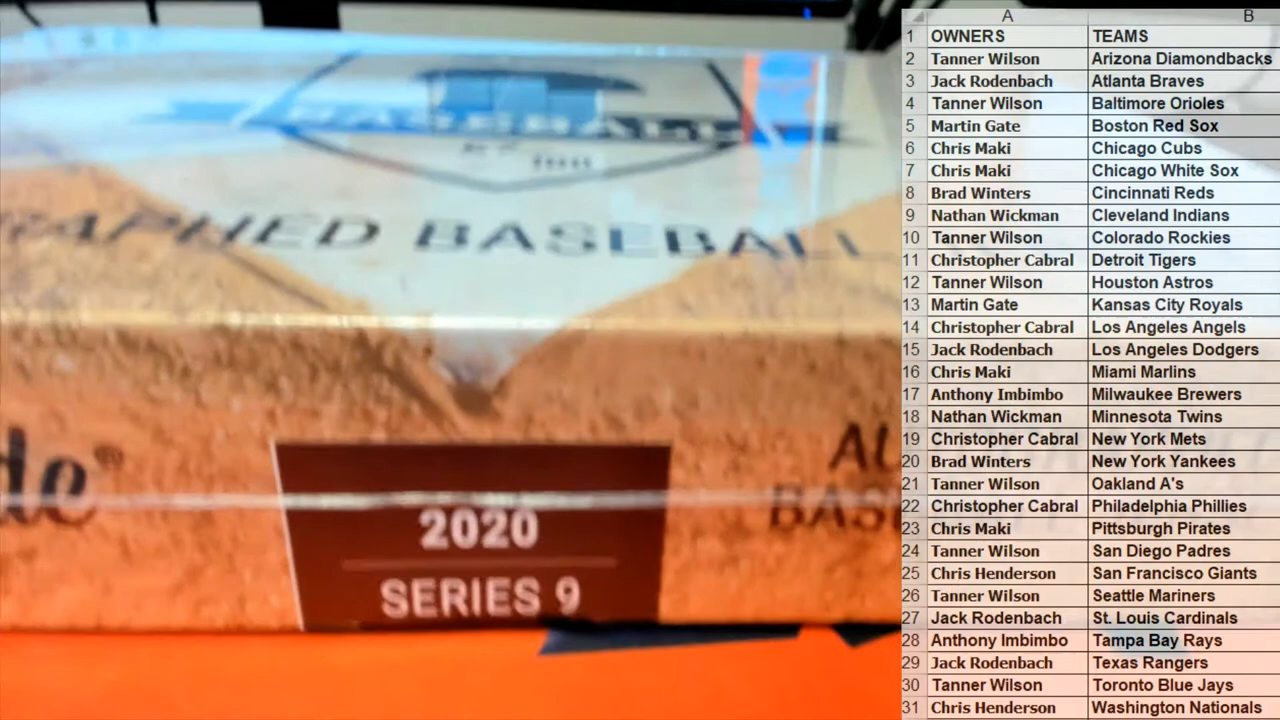 BASEBALL
RAPHED BASEBALL
de®
AU
BAS
2020
SERIES 9
A B
1 OWNERS TEAMS
2 Tanner Wilson Arizona Diamondbacks
3 Jack Rodenbach Atlanta Braves
4 Tanner Wilson Baltimore Orioles
5 Martin Gate Boston Red Sox
6 Chris Maki Chicago Cubs
7 Chris Maki Chicago White Sox
8 Brad Winters Cincinnati Reds
9 Nathan Wickman Cleveland Indians
10 Tanner Wilson Colorado Rockies
11 Christopher Cabral Detroit Tigers
12 Tanner Wilson Houston Astros
13 Martin Gate Kansas City Royals
14 Christopher Cabral Los Angeles Angels
15 Jack Rodenbach Los Angeles Dodgers
16 Chris Maki Miami Marlins
17 Anthony Imbimbo Milwaukee Brewers
18 Nathan Wickman Minnesota Twins
19 Christopher Cabral New York Mets
20 Brad Winters New York Yankees
21 Tanner Wilson Oakland A's
22 Christopher Cabral Philadelphia Phillies
23 Chris Maki Pittsburgh Pirates
24 Tanner Wilson San Diego Padres
25 Chris Henderson San Francisco Giants
26 Tanner Wilson Seattle Mariners
27 Jack Rodenbach St. Louis Cardinals
28 Anthony Imbimbo Tampa Bay Rays
29 Jack Rodenbach Texas Rangers
30 Tanner Wilson Toronto Blue Jays
31 Chris Henderson Washington Nationals